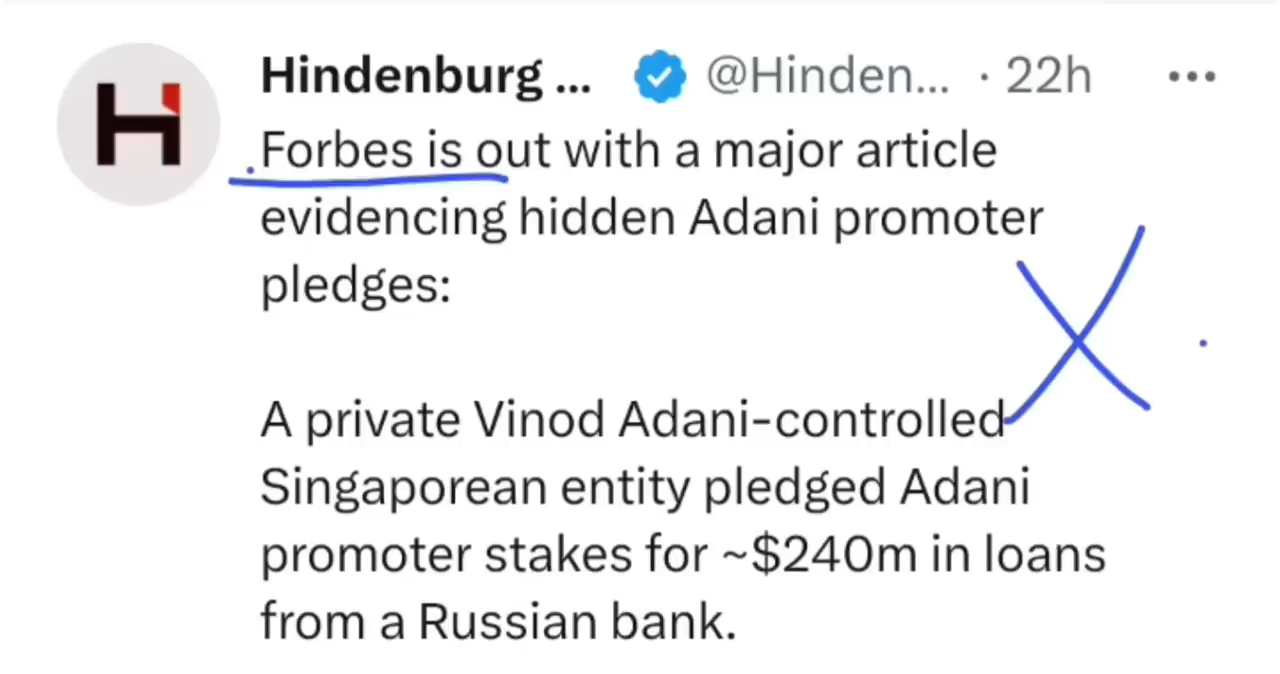 Hindenburg ... @Hinden... · 22h
Forbes is out with a major article
evidencing hidden Adani promoter
pledges:
A private Vinod Adani-controlled
Singaporean entity pledged Adani
promoter stakes for ~$240m in loans
from a Russian bank.